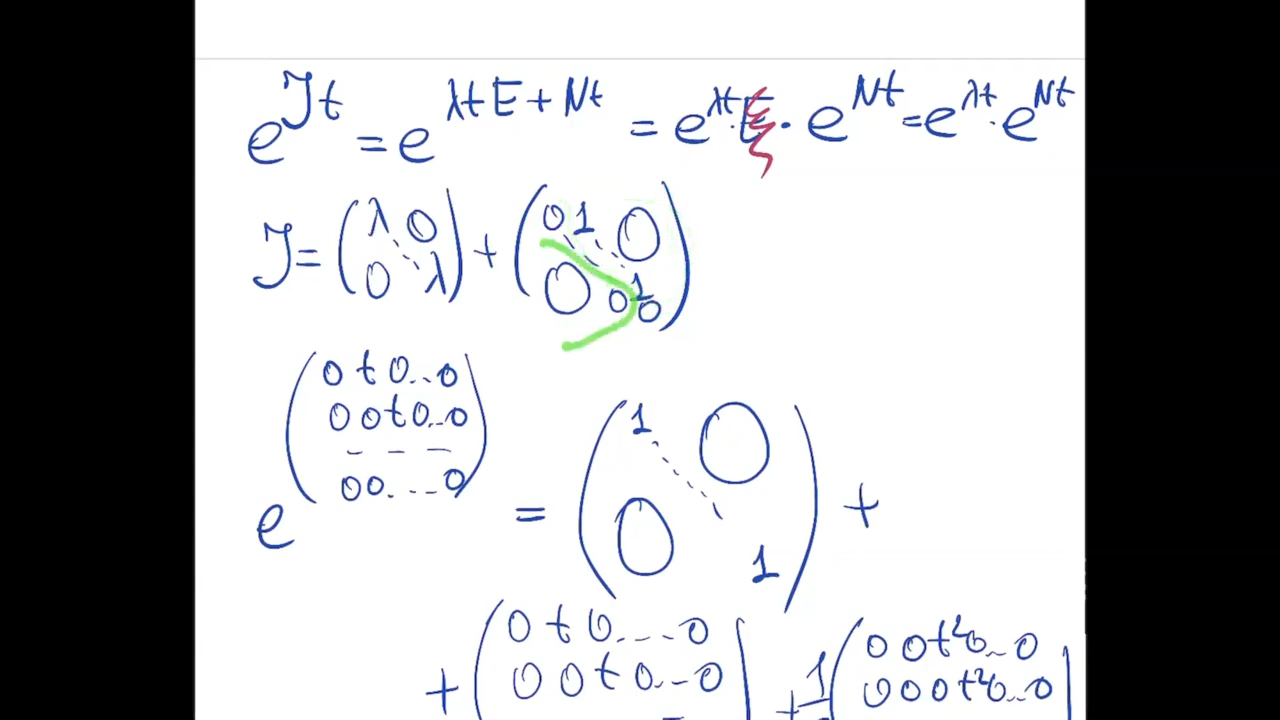 e^{Jt} = e^{λtE + Nt} = e^{λt·E} · e^{Nt} = e^{λt} · e^{Nt}
J = (λ 0 ⋱ 0 λ) + (0 1 0 ⋱ ⋱ 0 1 0 0)
0 t 0...0
0 0 t 0...0
- - -
0 0....0
e = (1 0 ⋱ 0 1) +
+ (0 t 0....0 + 1 (0 0 t² 0...0
0 0 t 0...0 0 0 0 t² 0...0